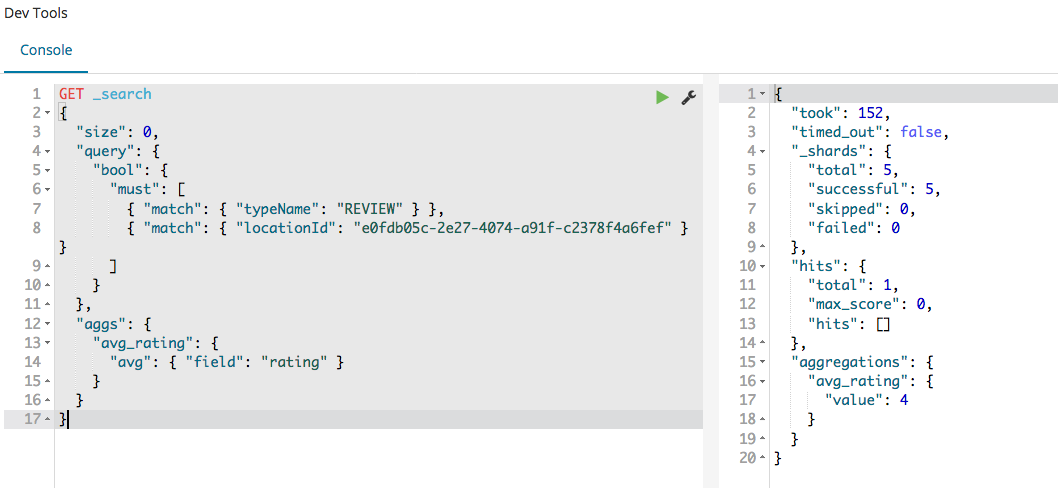 Dev Tools
Console
1 GET _search
2 {
3   "size": 0,
4   "query": {
5     "bool": {
6       "must": [
7         { "match": { "typeName": "REVIEW" } },
8         { "match": { "locationId": "e0fdb05c-2e27-4074-a91f-c2378f4a6fef" }
}
9       ]
10     }
11   },
12   "aggs": {
13     "avg_rating": {
14       "avg": { "field": "rating" }
15     }
16   }
17 }
1 {
2   "took": 152,
3   "timed_out": false,
4   "_shards": {
5     "total": 5,
6     "successful": 5,
7     "skipped": 0,
8     "failed": 0
9   },
10   "hits": {
11     "total": 1,
12     "max_score": 0,
13     "hits": []
14   },
15   "aggregations": {
16     "avg_rating": {
17       "value": 4
18     }
19   }
20 }